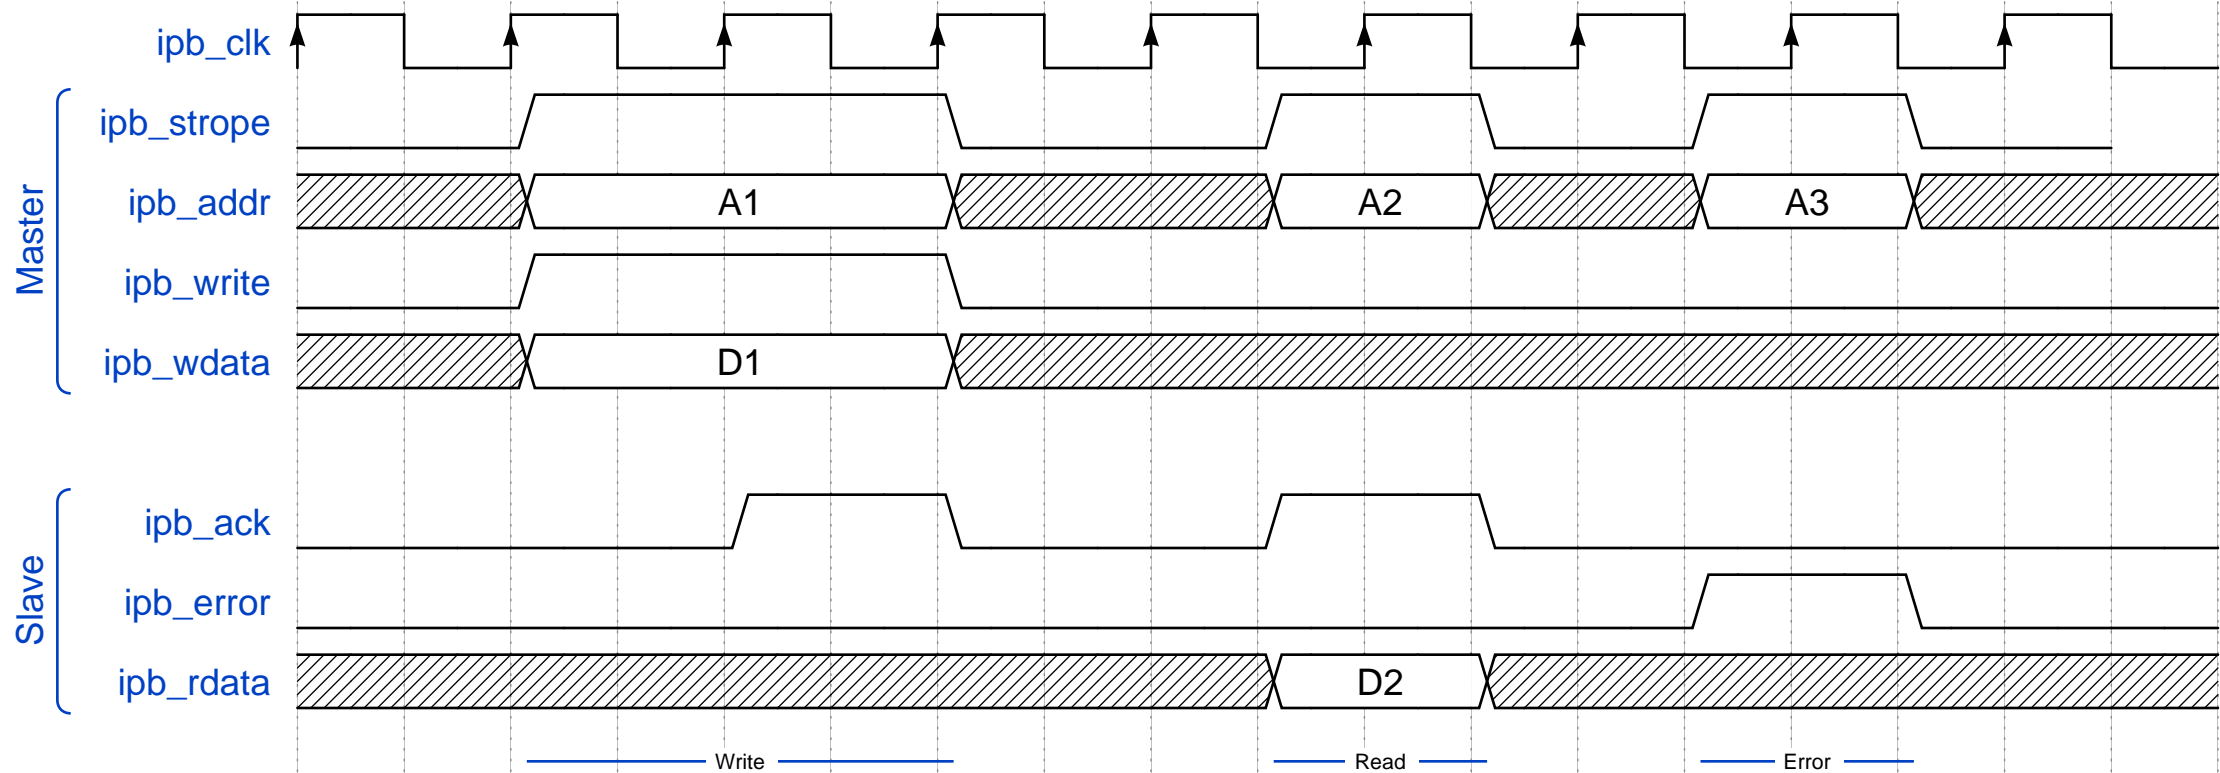 ipb_clk
Master
ipb_strope
ipb_addr A1 A2 A3
ipb_write
ipb_wdata D1
Slave
ipb_ack
ipb_error
ipb_rdata D2
Write Read Error